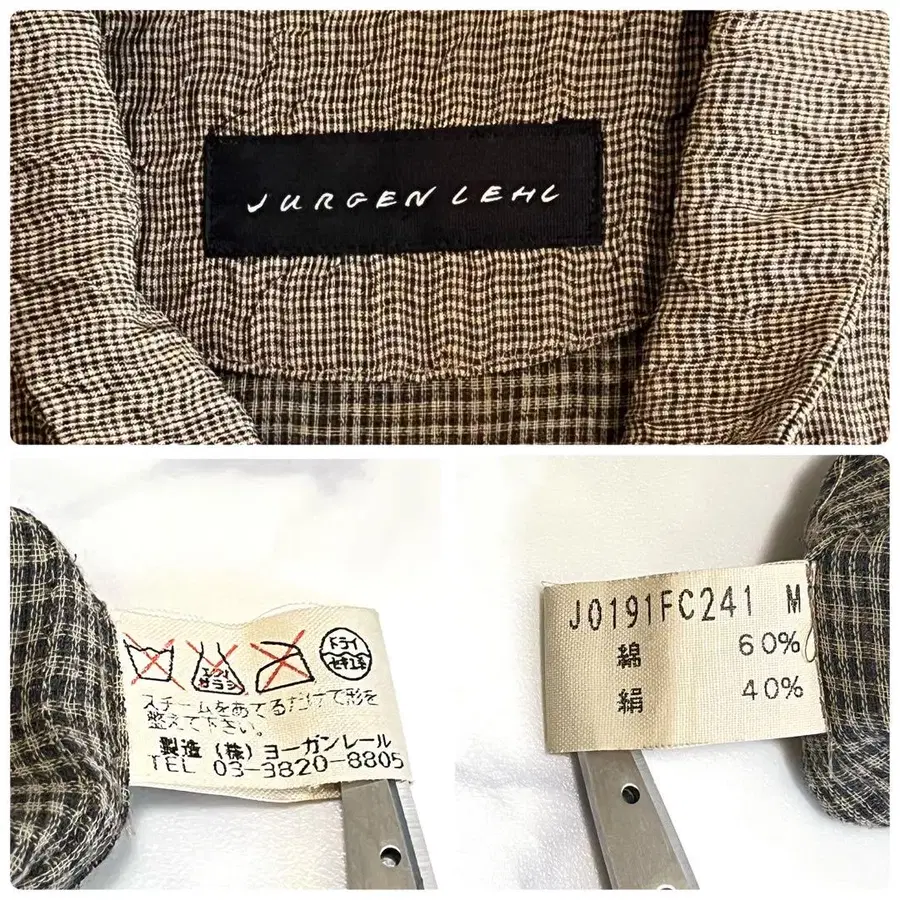 JURGEN LEHL
エンソ
サラシ
ドライ
セキユ系
スチームをあてるだけで形を
整えて下さい。
製造 (株) ヨーガンレール
TEL 03-3820-8805
J0191FC241 M
綿 60%
絹 40%